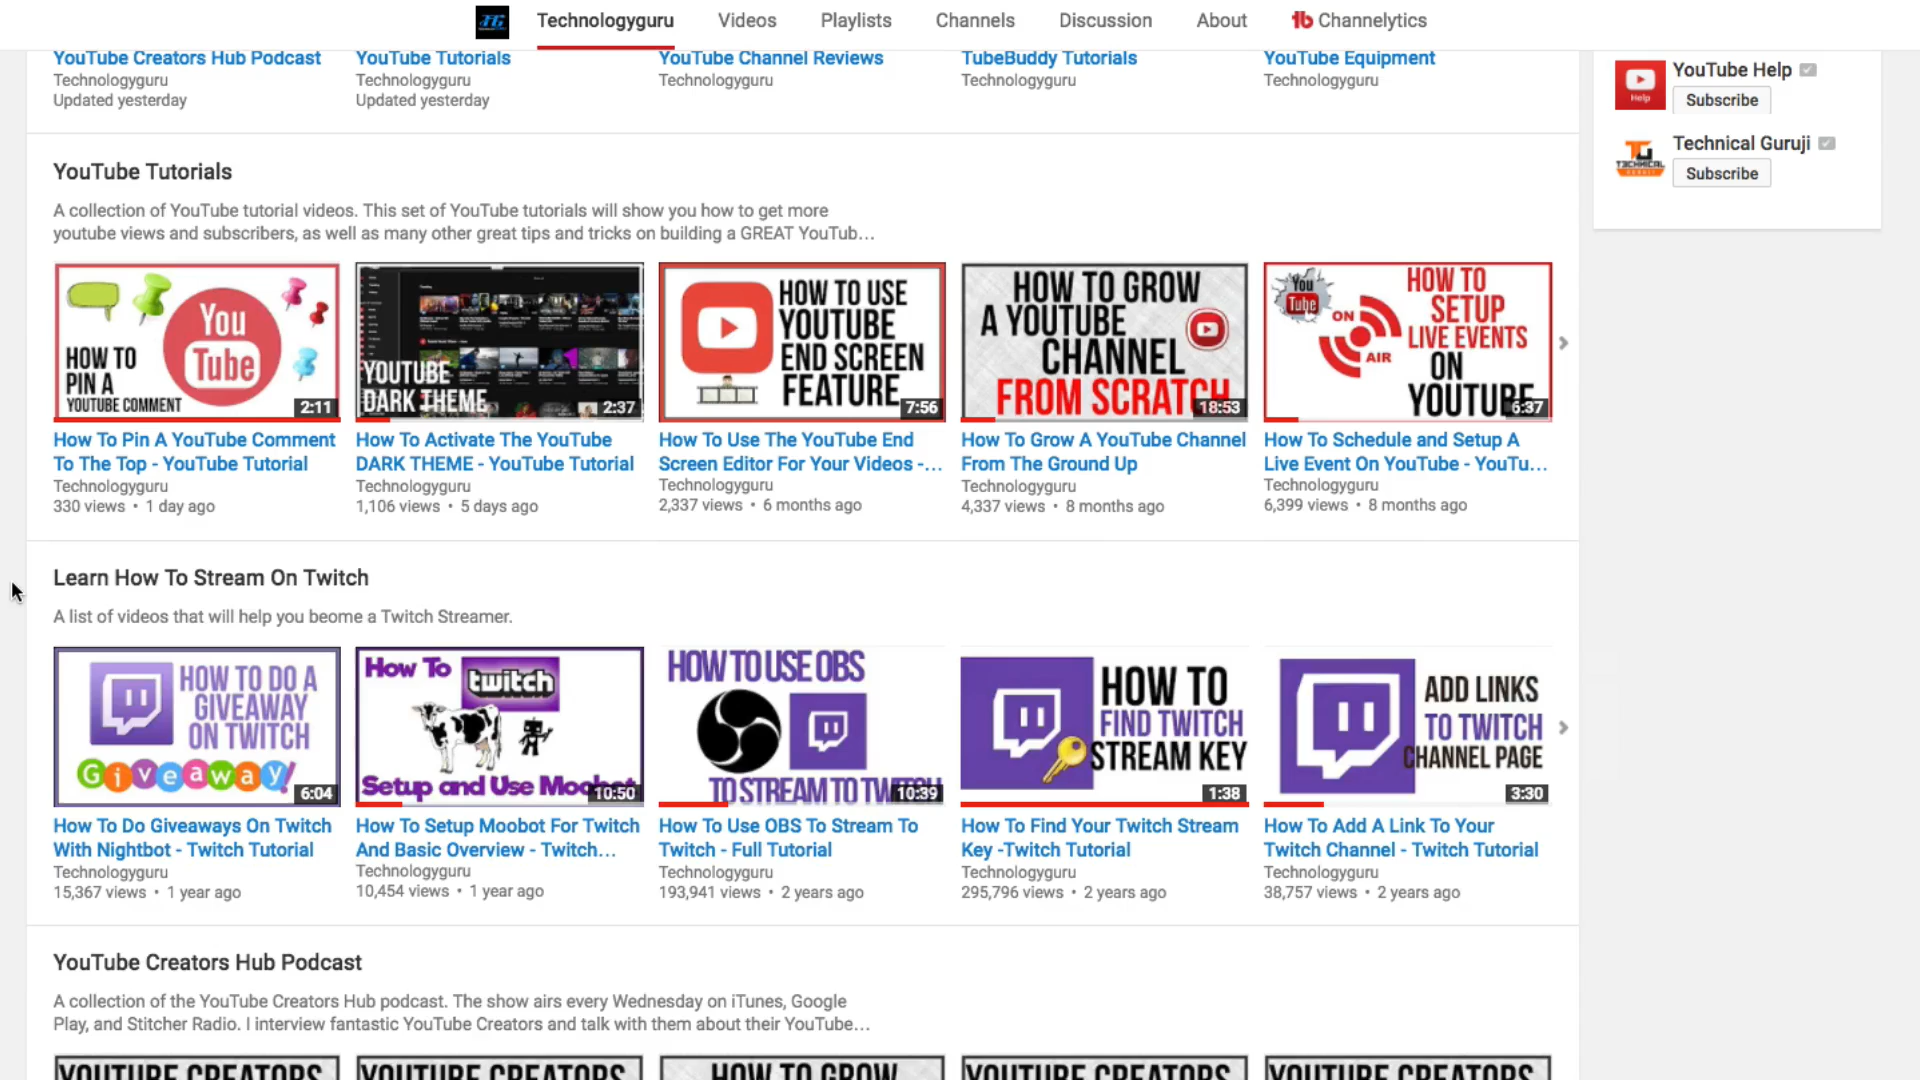 Technologyguru Videos Playlists Channels Discussion About Channelytics
YouTube Creators Hub Podcast
Technologyguru
Updated yesterday
YouTube Tutorials
Technologyguru
Updated yesterday
YouTube Channel Reviews
Technologyguru
TubeBuddy Tutorials
Technologyguru
YouTube Equipment
Technologyguru
Help
YouTube Help
Subscribe
TECHNICAL
GURUJI
Technical Guruji
Subscribe
YouTube Tutorials
A collection of YouTube tutorial videos. This set of YouTube tutorials will show you how to get more
youtube views and subscribers, as well as many other great tips and tricks on building a GREAT YouTub...
You
Tube
HOW TO
PIN A
YOUTUBE COMMENT
2:11
How To Pin A YouTube Comment
To The Top - YouTube Tutorial
Technologyguru
330 views • 1 day ago
YOUTUBE
DARK THEME
2:37
How To Activate The YouTube
DARK THEME - YouTube Tutorial
Technologyguru
1,106 views • 5 days ago
HOW TO USE
YOUTUBE
END SCREEN
FEATURE
7:56
How To Use The YouTube End
Screen Editor For Your Videos -...
Technologyguru
2,337 views • 6 months ago
HOW TO GROW
A YOUTUBE
CHANNEL
FROM SCRATCH
18:53
How To Grow A YouTube Channel
From The Ground Up
Technologyguru
4,337 views • 8 months ago
You
Tube
ON
AIR
HOW TO
SETUP
LIVE EVENTS
ON
YOUTUBE
6:37
How To Schedule and Setup A
Live Event On YouTube - YouTu...
Technologyguru
6,399 views • 8 months ago
Learn How To Stream On Twitch
A list of videos that will help you beome a Twitch Streamer.
HOW TO DO A
GIVEAWAY
ON TWITCH
Giveaway!
6:04
How To Do Giveaways On Twitch
With Nightbot - Twitch Tutorial
Technologyguru
15,367 views • 1 year ago
How To
twitch
Setup and Use Moobot
10:50
How To Setup Moobot For Twitch
And Basic Overview - Twitch...
Technologyguru
10,454 views • 1 year ago
HOW TO USE OBS
TO STREAM TO TWITCH
10:39
How To Use OBS To Stream To
Twitch - Full Tutorial
Technologyguru
193,941 views • 2 years ago
HOW TO
FIND TWITCH
STREAM KEY
1:38
How To Find Your Twitch Stream
Key -Twitch Tutorial
Technologyguru
295,796 views • 2 years ago
ADD LINKS
TO TWITCH
CHANNEL PAGE
3:30
How To Add A Link To Your
Twitch Channel - Twitch Tutorial
Technologyguru
38,757 views • 2 years ago
YouTube Creators Hub Podcast
A collection of the YouTube Creators Hub podcast. The show airs every Wednesday on iTunes, Google
Play, and Stitcher Radio. I interview fantastic YouTube Creators and talk with them about their YouTube...
YOUTUBE CREATORS
YOUTUBE CREATORS
HOW TO GROW
YOUTUBE CREATORS
YOUTUBE CREATORS